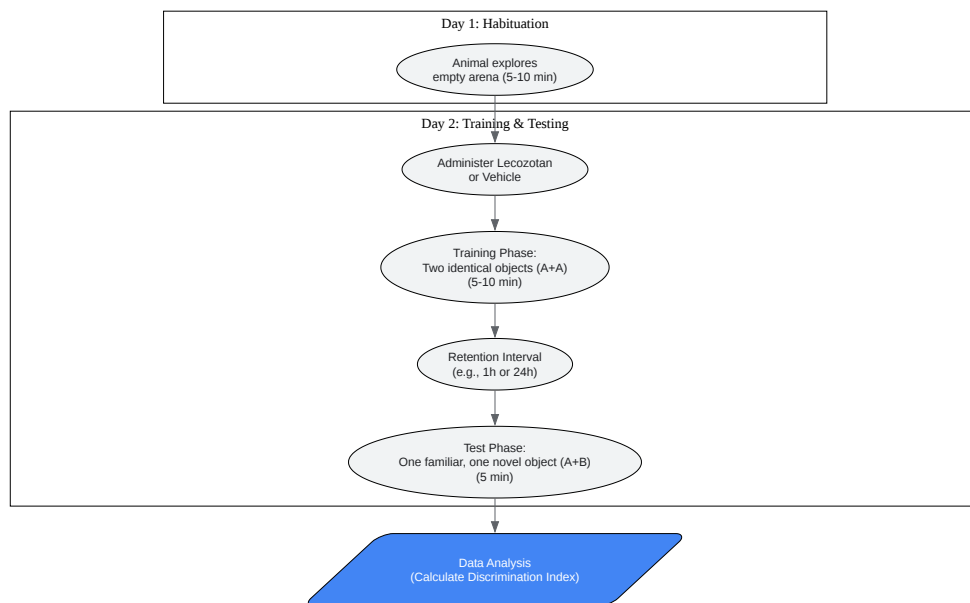 Day 1: Habituation
Animal explores
empty arena (5-10 min)
Day 2: Training & Testing
Administer Lecozotan
or Vehicle
Training Phase:
Two identical objects (A+A)
(5-10 min)
Retention Interval
(e.g., 1h or 24h)
Test Phase:
One familiar, one novel object (A+B)
(5 min)
Data Analysis
(Calculate Discrimination Index)